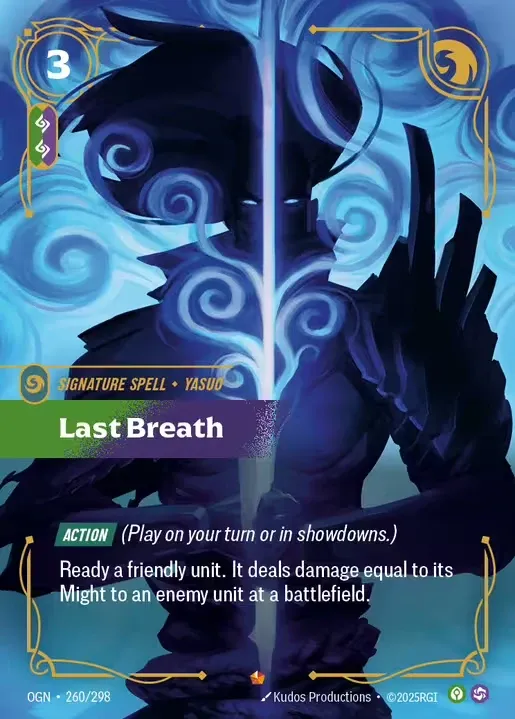 3
SIGNATURE SPELL • YASUO
Last Breath
ACTION (Play on your turn or in showdowns.)
Ready a friendly unit. It deals damage equal to its
Might to an enemy unit at a battlefield.
OGN • 260/298 Kudos Productions • ©2025RGI